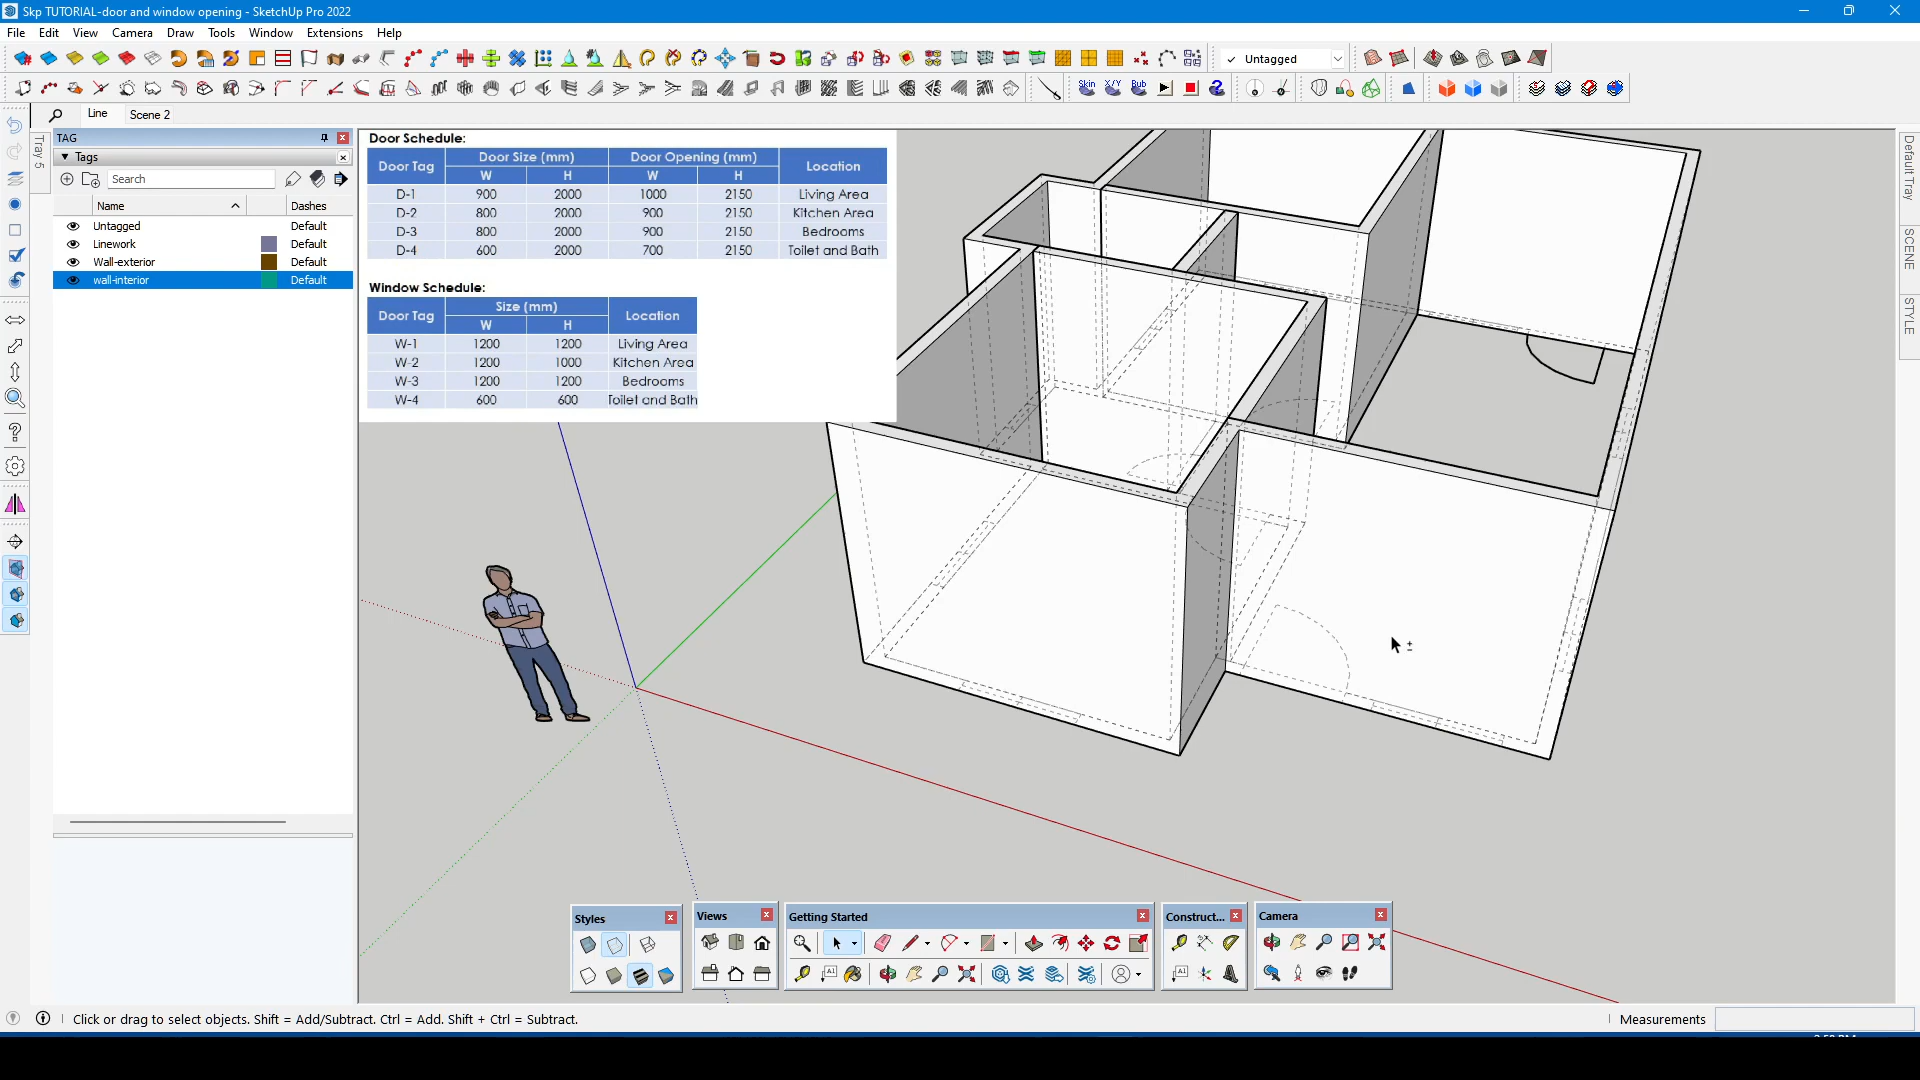 Skp TUTORIAL-door and window opening - SketchUp Pro 2022
File Edit View Camera Draw Tools Window Extensions Help
Untagged
Skin X/Y Bub
Line Scene 2
TAG
Tags
Search
Name Dashes
Untagged Default
Linework Default
Wall-exterior Default
wall-interior Default
Tray 5
Door Schedule:
Door Tag Door Size (mm) Door Opening (mm) Location
W H W H
D-1 900 2000 1000 2150 Living Area
D-2 800 2000 900 2150 Kitchen Area
D-3 800 2000 900 2150 Bedrooms
D-4 600 2000 700 2150 Toilet and Bath
Window Schedule:
Door Tag Size (mm) Location
W H
W-1 1200 1200 Living Area
W-2 1200 1000 Kitchen Area
W-3 1200 1200 Bedrooms
W-4 600 600 Toilet and Bath
Default Tray
SCENE
STYLE
Styles
Views
Getting Started
Construct...
Camera
Click or drag to select objects. Shift = Add/Subtract. Ctrl = Add. Shift + Ctrl = Subtract.
Measurements